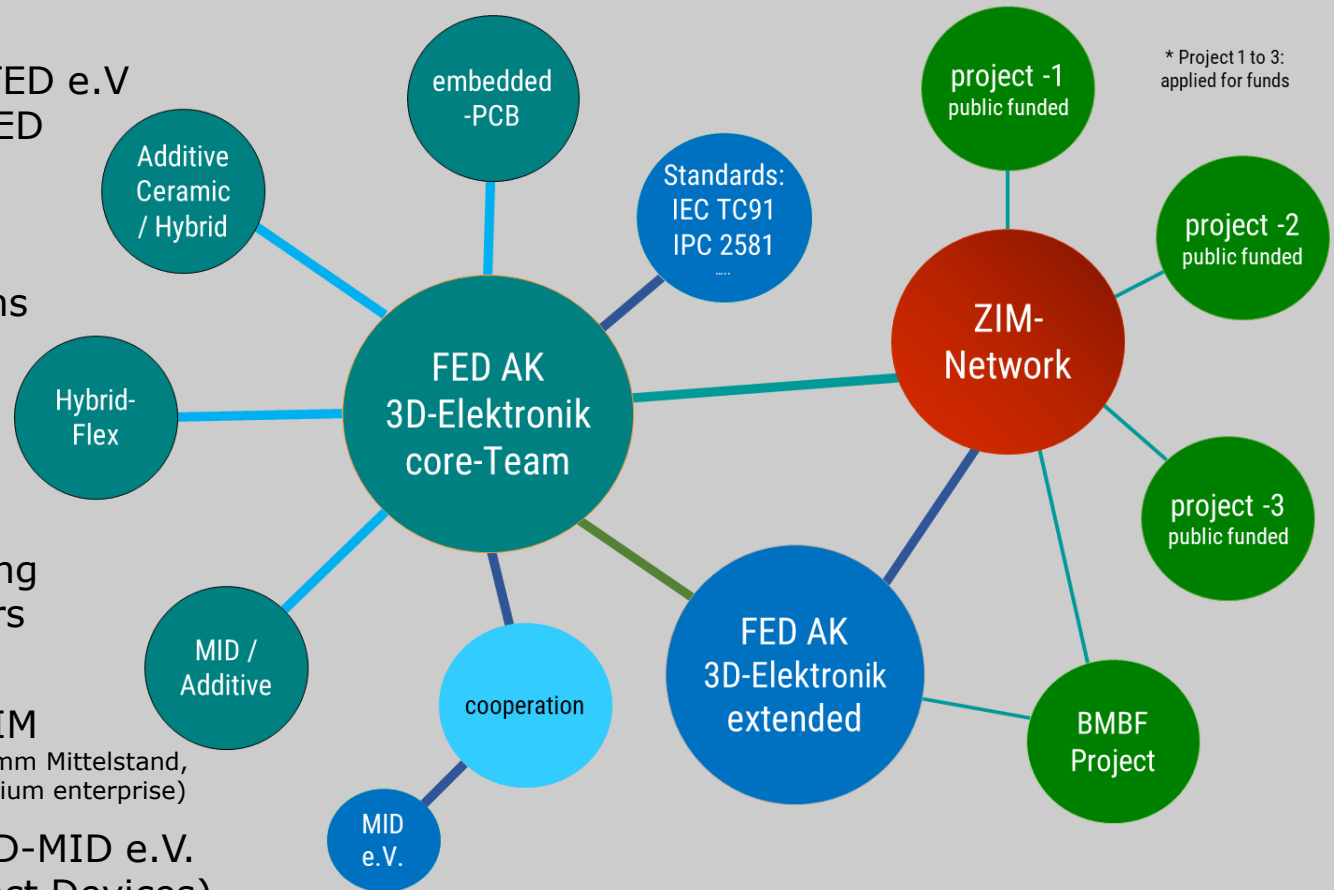 FED e.V
ED
ns
ng
rs
IM
mm Mittelstand,
ium enterprise)
D-MID e.V.
ect Devices)
embedded
-PCB
Additive
Ceramic
/ Hybrid
Standards:
IEC TC91
IPC 2581
.....
Hybrid-
Flex
FED AK
3D-Elektronik
core-Team
MID /
Additive
cooperation
MID
e.V.
FED AK
3D-Elektronik
extended
ZIM-
Network
project -1
public funded
* Project 1 to 3:
applied for funds
project -2
public funded
project -3
public funded
BMBF
Project